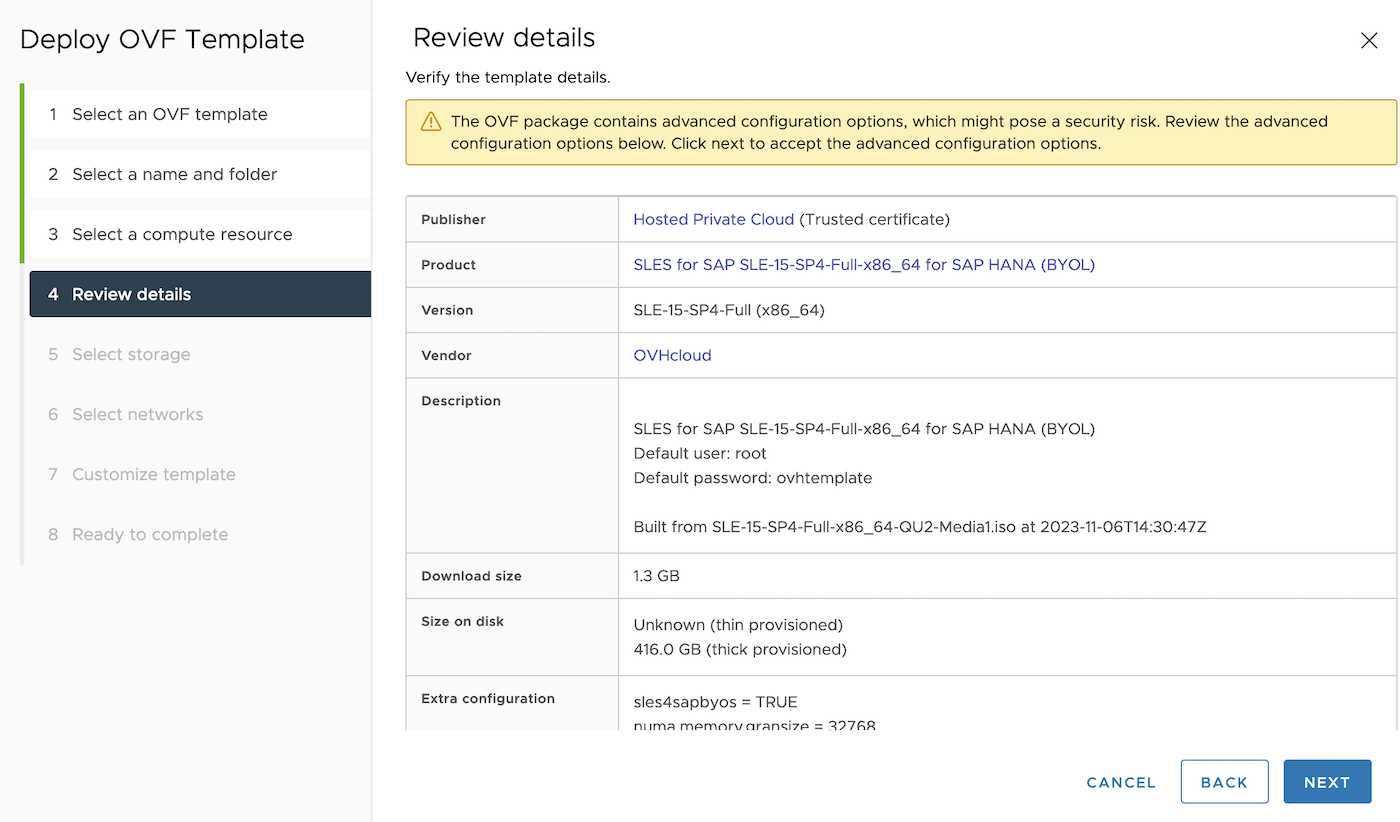 Deploy OVF Template
1 Select an OVF template
2 Select a name and folder
3 Select a compute resource
4 Review details
5 Select storage
6 Select networks
7 Customize template
8 Ready to complete
Review details
Verify the template details.
The OVF package contains advanced configuration options, which might pose a security risk. Review the advanced
configuration options below. Click next to accept the advanced configuration options.
Publisher Hosted Private Cloud (Trusted certificate)
Product SLES for SAP SLE-15-SP4-Full-x86_64 for SAP HANA (BYOL)
Version SLE-15-SP4-Full (x86_64)
Vendor OVHcloud
Description
SLES for SAP SLE-15-SP4-Full-x86_64 for SAP HANA (BYOL)
Default user: root
Default password: ovhtemplate
Built from SLE-15-SP4-Full-x86_64-QU2-Media1.iso at 2023-11-06T14:30:47Z
Download size 1.3 GB
Size on disk Unknown (thin provisioned)
416.0 GB (thick provisioned)
Extra configuration sles4sapbyos = TRUE
numa.memory.gransize = 32768
CANCEL BACK NEXT